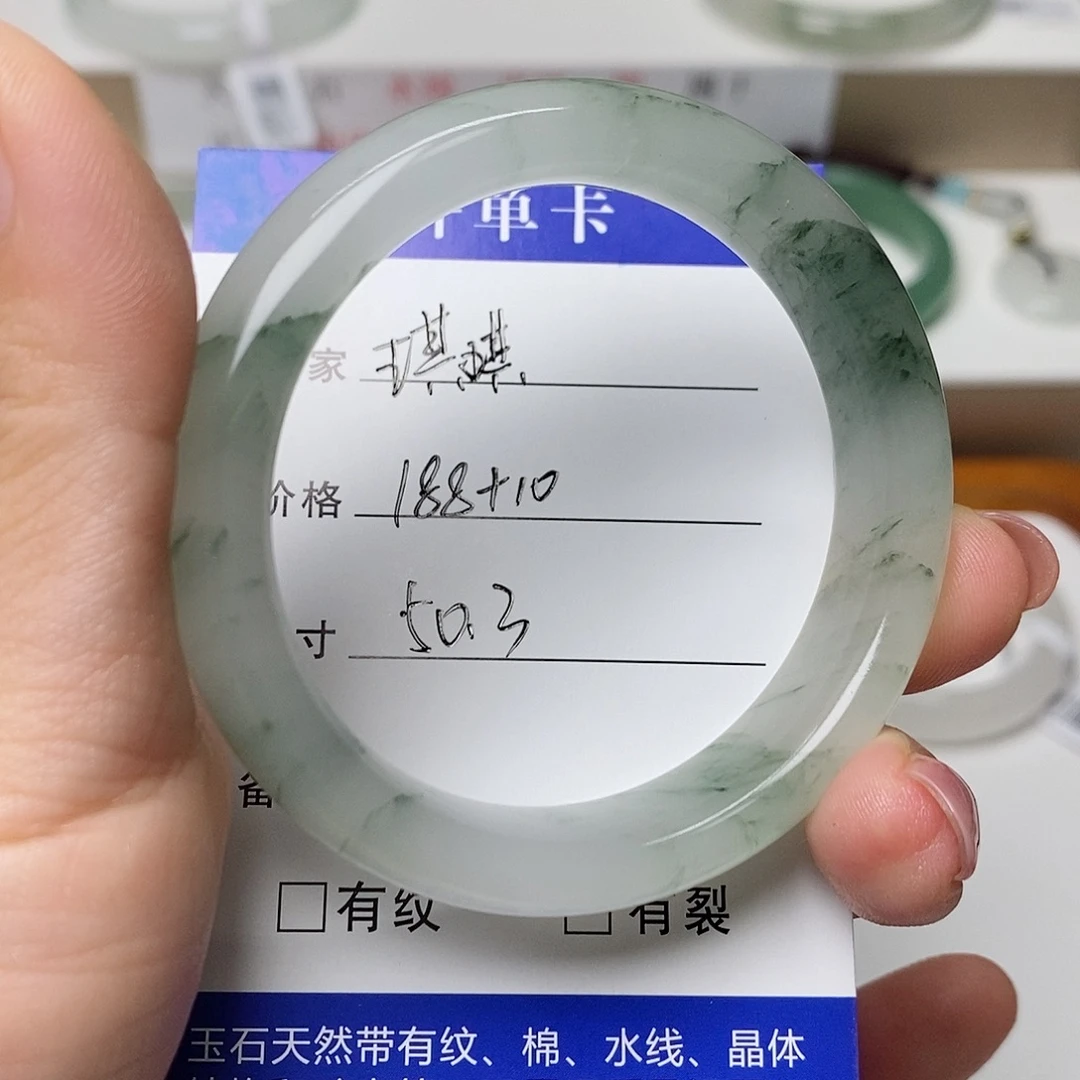 单卡
家 琪琪
价格 188+10
寸 50.3
备
□有纹 □有裂
玉石天然带有纹、棉、水线、晶体